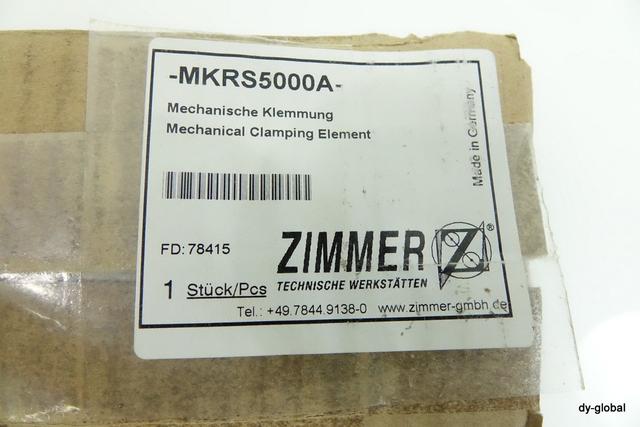 -MKRS5000A-
Mechanische Klemmung
Mechanical Clamping Element
Made in Germany
FD: 78415
ZIMMER®
TECHNISCHE WERKSTÄTTEN
1 Stück/Pcs
Tel.: +49.7844.9138-0 www.zimmer-gmbh.de
dy-global